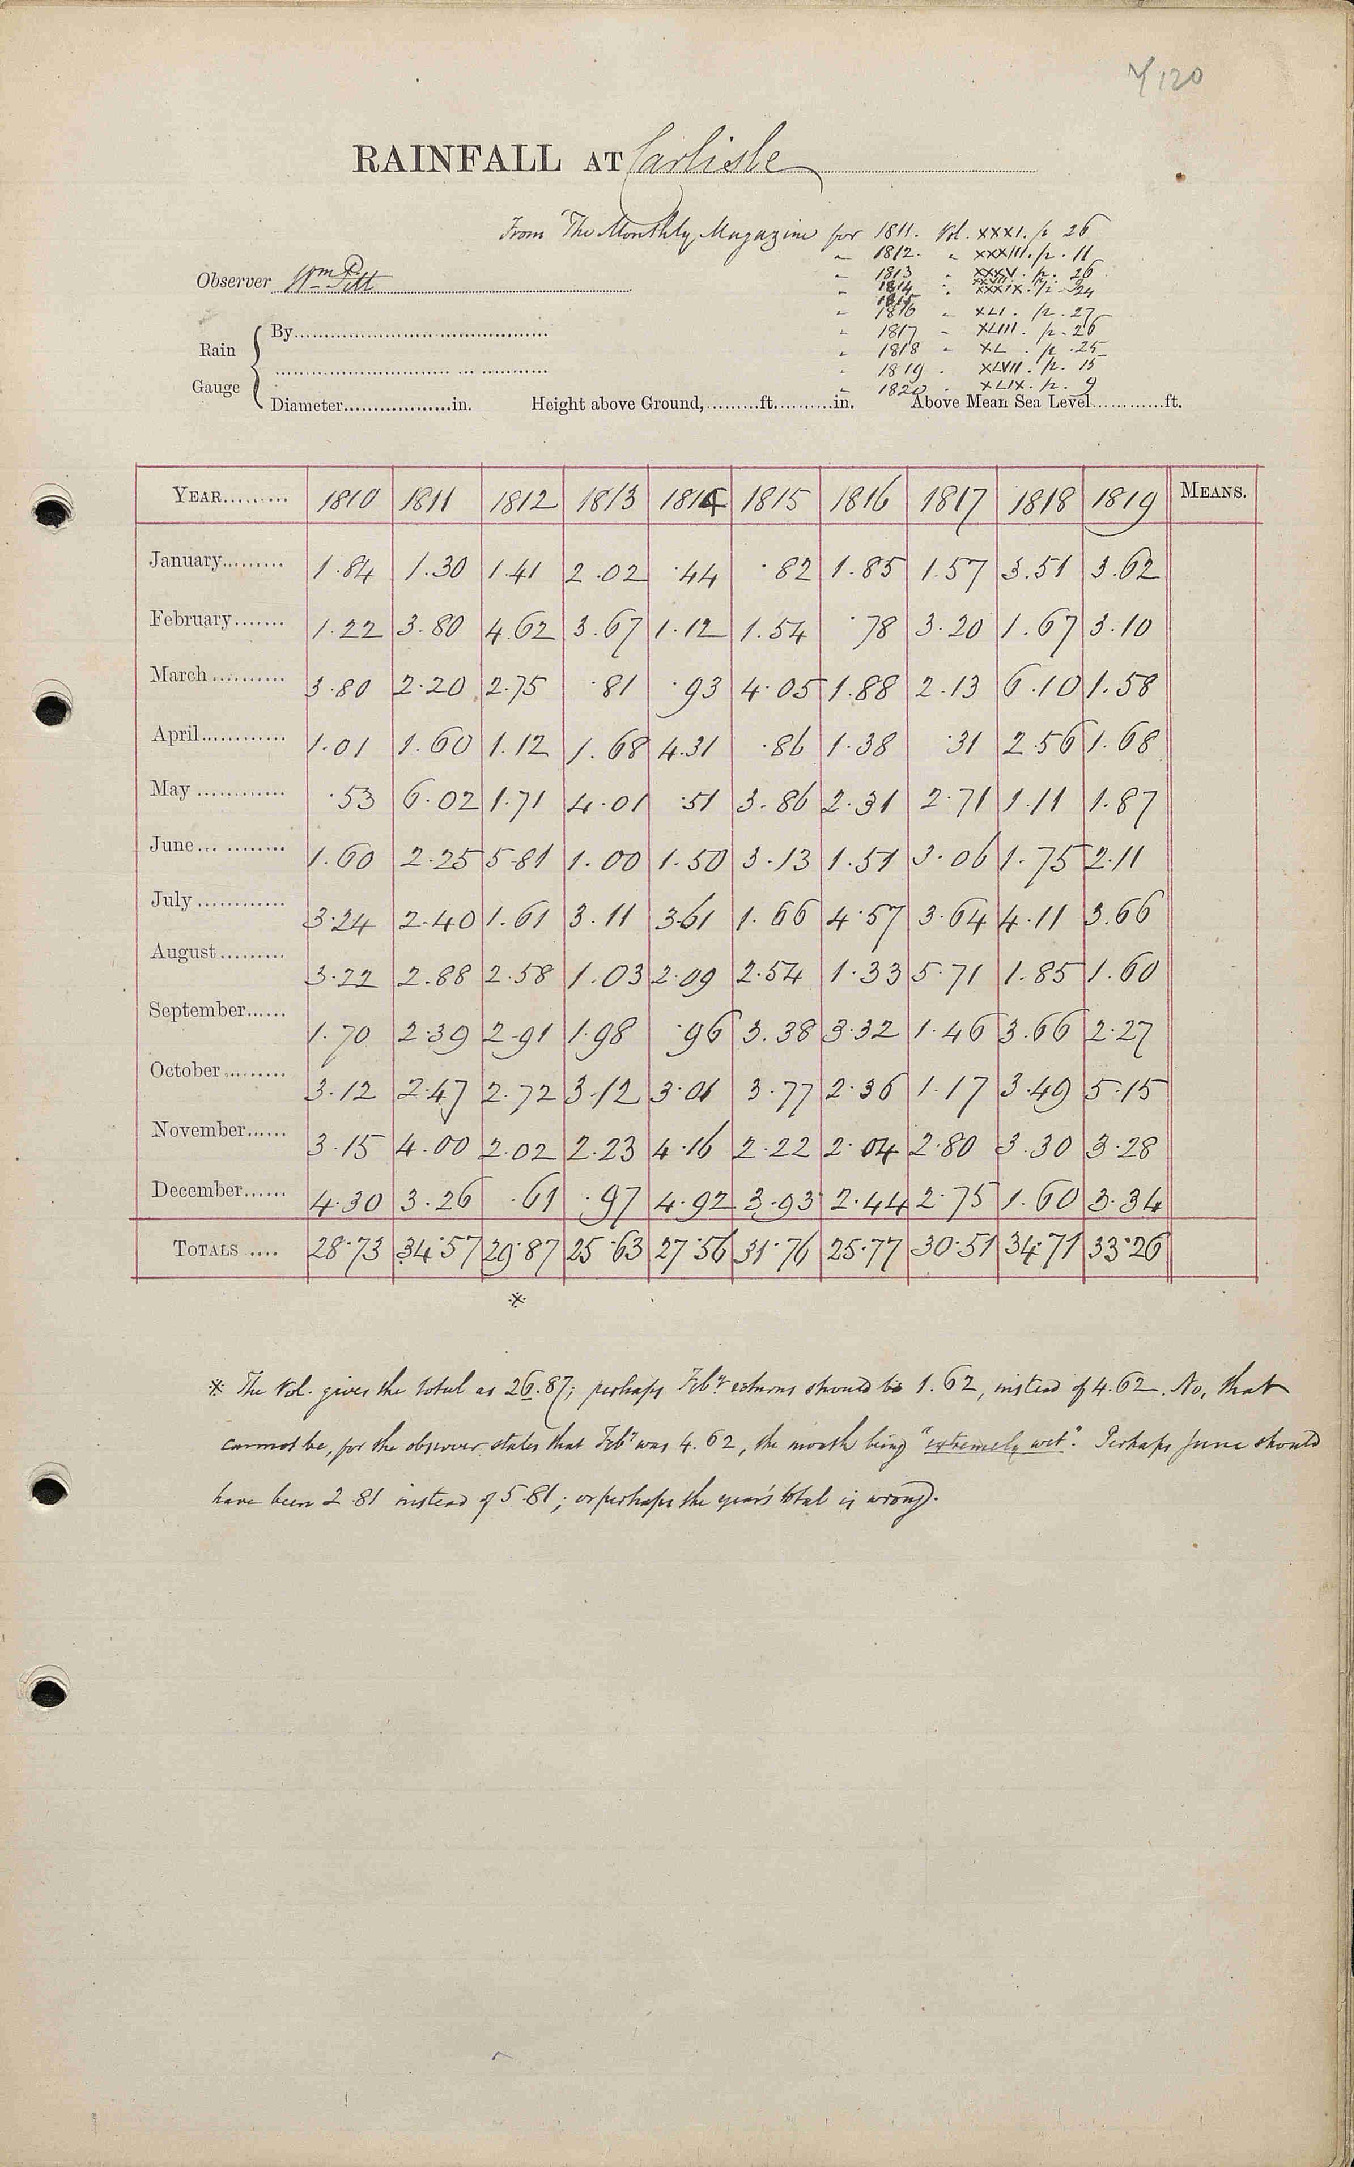 7/120
RAINFALL AT Carlisle
From "The Monthly Magazine for 1811. Vol. XXXI. p. 26
" 1812. " XXXIII. p. 11
Observer Wm Pitt
" 1813 " XXXV. p. 26
" 1814 " p.
" 1815 " XXXIX. p. 24
" 1816 " XLI. p. 27
Rain Gauge { By
" 1817 " XLIII. p. 26
" 1818 " XL . p. 25
" 1819 " XLVII. p. 15
" 1820 " XLIX. p. 9
Diameter in. Height above Ground, ft. in. Above Mean Sea Level ft.
YEAR 1810 1811 1812 1813 1814 1815 1816 1817 1818 1819 MEANS.
January 1.84 1.30 1.41 2.02 .44 .82 1.85 1.57 3.51 3.62
February 1.22 3.80 4.62 3.67 1.12 1.54 .78 3.20 1.67 3.10
March 3.80 2.20 2.75 .81 .93 4.05 1.88 2.13 6.10 1.58
April 1.01 1.60 1.12 1.68 4.31 .86 1.38 .31 2.56 1.68
May .53 6.02 1.71 4.01 .51 3.86 2.31 2.71 1.11 1.87
June 1.60 2.25 5.81 1.00 1.50 3.13 1.51 3.06 1.75 2.11
July 3.24 2.40 1.61 3.11 3.61 1.66 4.57 3.64 4.11 3.66
August 3.22 2.88 2.58 1.03 2.09 2.54 1.33 5.71 1.85 1.60
September 1.70 2.39 2.91 1.98 .96 3.38 3.32 1.46 3.66 2.27
October 3.12 2.47 2.72 3.12 3.01 3.77 2.36 1.17 3.49 5.15
November 3.15 4.00 2.02 2.23 4.16 2.22 2.04 2.80 3.30 3.28
December 4.30 3.26 .61 .97 4.92 3.93 2.44 2.75 1.60 3.34
TOTALS 28.73 34.57 29.87 25.63 27.56 31.76 25.77 30.51 34.71 33.26
*
* The Vol. gives the total as 26.87; perhaps Feby returns should be 1.62, instead of 4.62. No, that
cannot be, for the observer states that Feby was 4.62, the month being "extremely wet". Perhaps June should
have been 2.81 instead of 5.81; or perhaps the year's total is wrong.